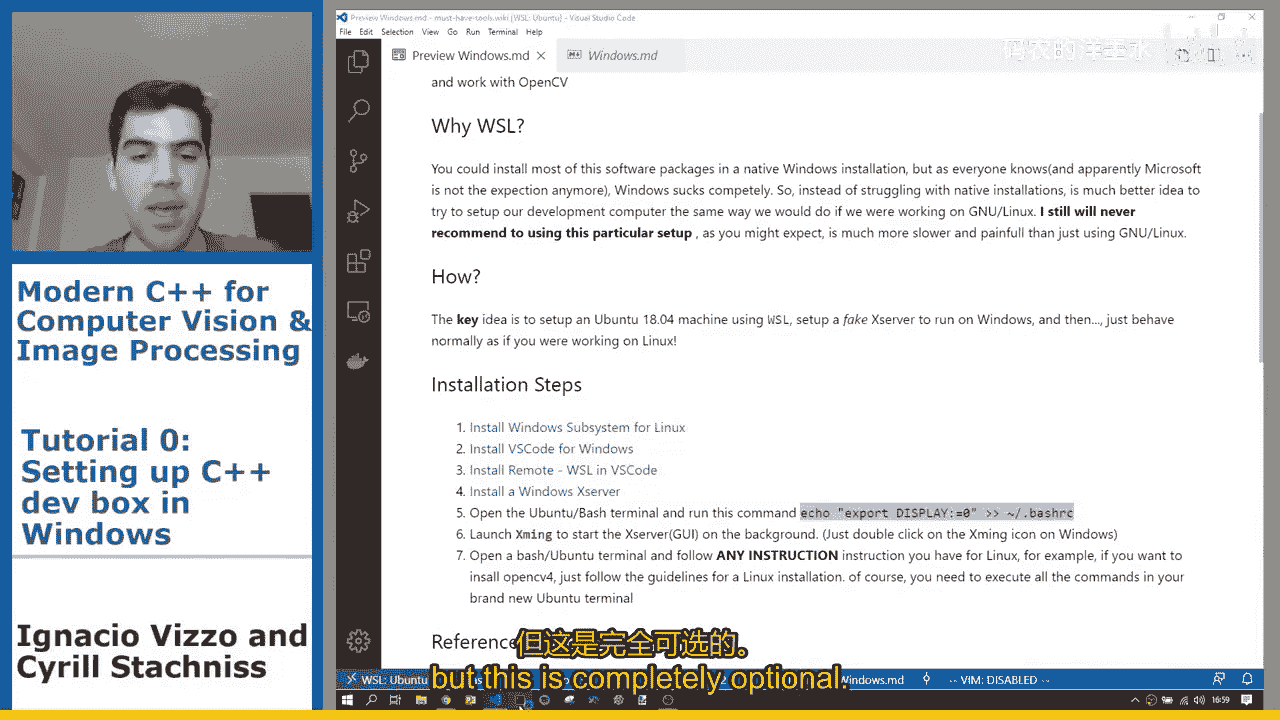 Preview Windows.md - must-have-tools.wiki [WSL: Ubuntu] - Visual Studio Code
File Edit Selection View Go Run Terminal Help
Preview Windows.md
Windows.md
码农的洋墨水
and work with OpenCV
Why WSL?
You could install most of this software packages in a native Windows installation, but as everyone knows(and apparently Microsoft
is not the expection anymore), Windows sucks competely. So, instead of struggling with native installations, is much better idea to
try to setup our development computer the same way we would do if we were working on GNU/Linux. I still will never
recommend to using this particular setup , as you might expect, is much more slower and painfull than just using GNU/Linux.
How?
The key idea is to setup an Ubuntu 18.04 machine using WSL, setup a fake Xserver to run on Windows, and then..., just behave
normally as if you were working on Linux!
Installation Steps
1. Install Windows Subsystem for Linux
2. Install VSCode for Windows
3. Install Remote - WSL in VSCode
4. Install a Windows Xserver
5. Open the Ubuntu/Bash terminal and run this command echo "export DISPLAY:=0" >> ~/.bashrc
6. Launch Xming to start the Xserver(GUI) on the background. (Just double click on the Xming icon on Windows)
7. Open a bash/Ubuntu terminal and follow ANY INSTRUCTION instruction you have for Linux, for example, if you want to
insall opencv4, just follow the guidelines for a Linux installation. of course, you need to execute all the commands in your
brand new Ubuntu terminal
Reference
但这是完全可选的。
but this is completely optional.
WSL: Ubuntu
Windows.md
-- VIM: DISABLED --
16:59
Modern C++ for
Computer Vision &
Image Processing
Tutorial 0:
Setting up C++
dev box in
Windows
Ignacio Vizzo and
Cyrill Stachniss